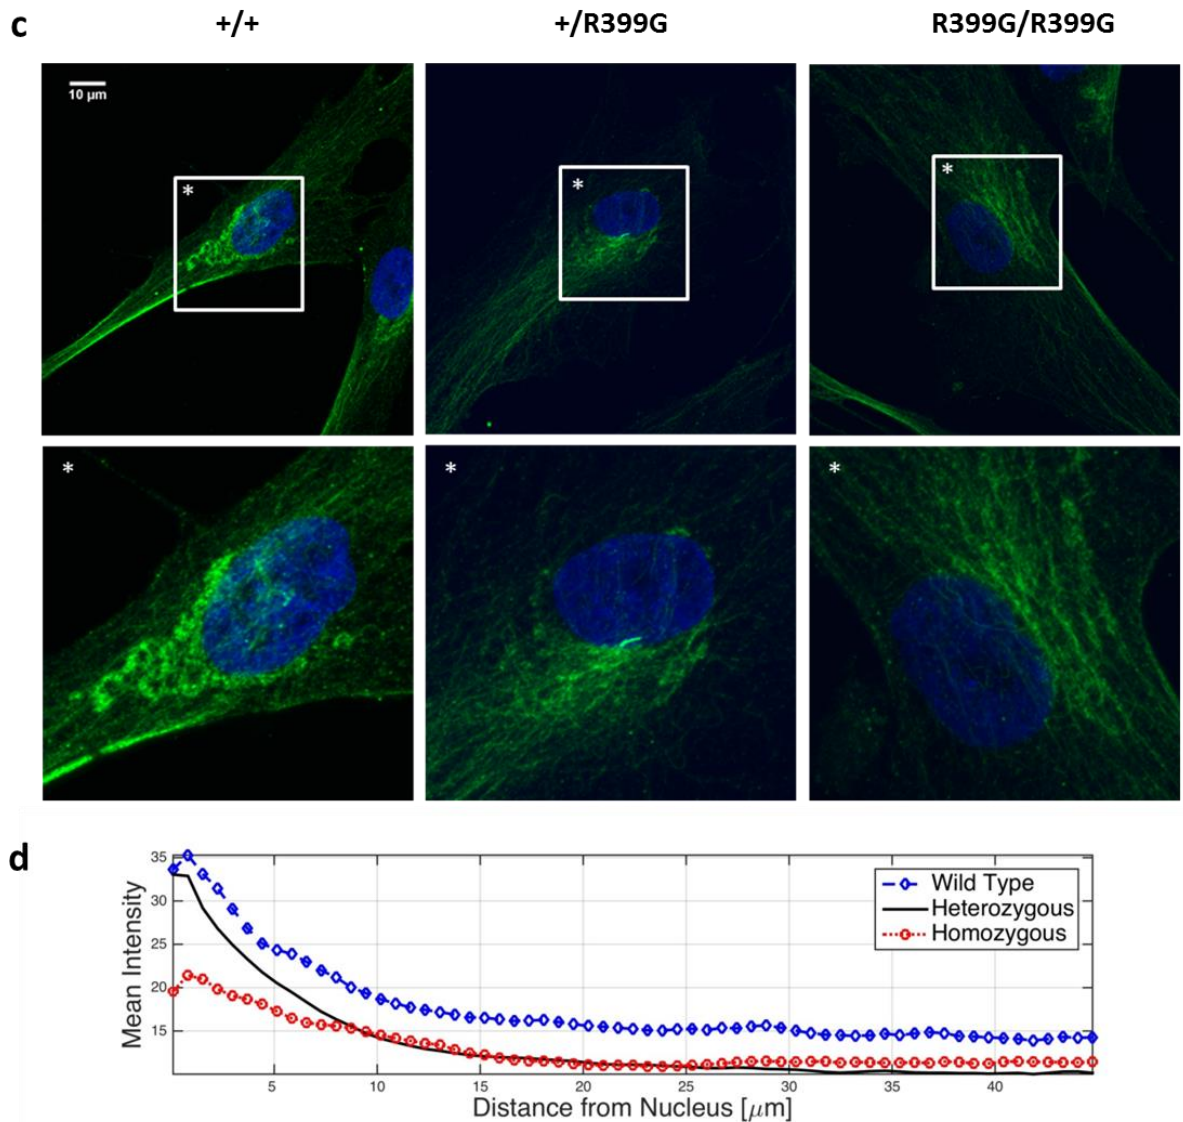 c
+/+
+/R399G
R399G/R399G
10 µm
*
*
*
*
*
*
d
35
30
25
20
15
Mean Intensity
Wild Type
Heterozygous
Homozygous
5
10
15
20
25
30
35
40
Distance from Nucleus [μm]